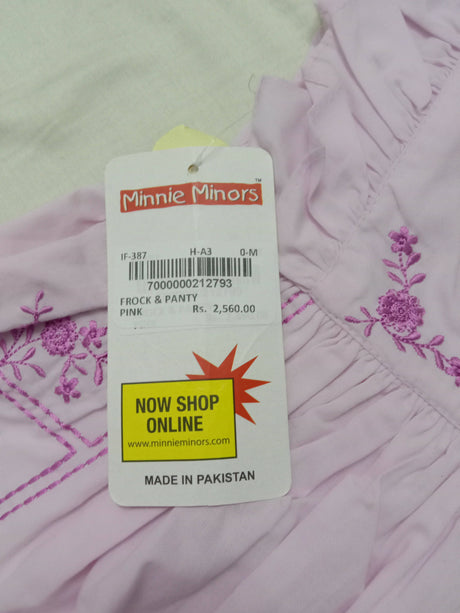 Minnie Minors™
IF-387 H-A3 0-M
7000000212793
FROCK & PANTY
PINK Rs. 2,560.00
NOW SHOP
ONLINE
www.minnieminors.com
MADE IN PAKISTAN